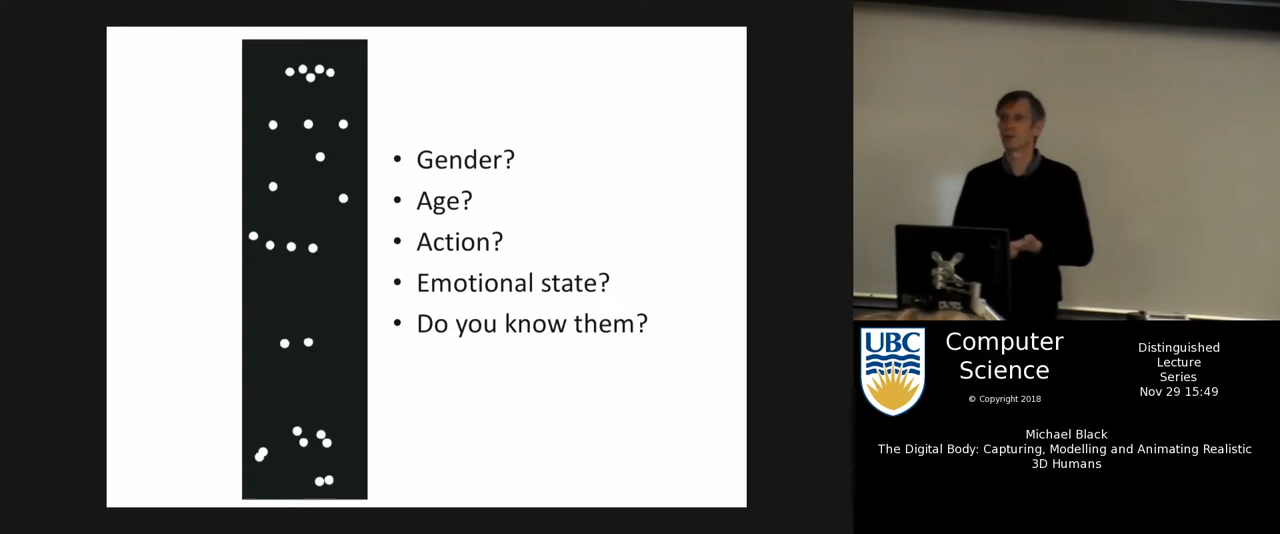 • Gender?
• Age?
• Action?
• Emotional state?
• Do you know them?
UBC
Computer
Science
© Copyright 2018
Distinguished
Lecture
Series
Nov 29 15:49
Michael Black
The Digital Body: Capturing, Modelling and Animating Realistic
3D Humans